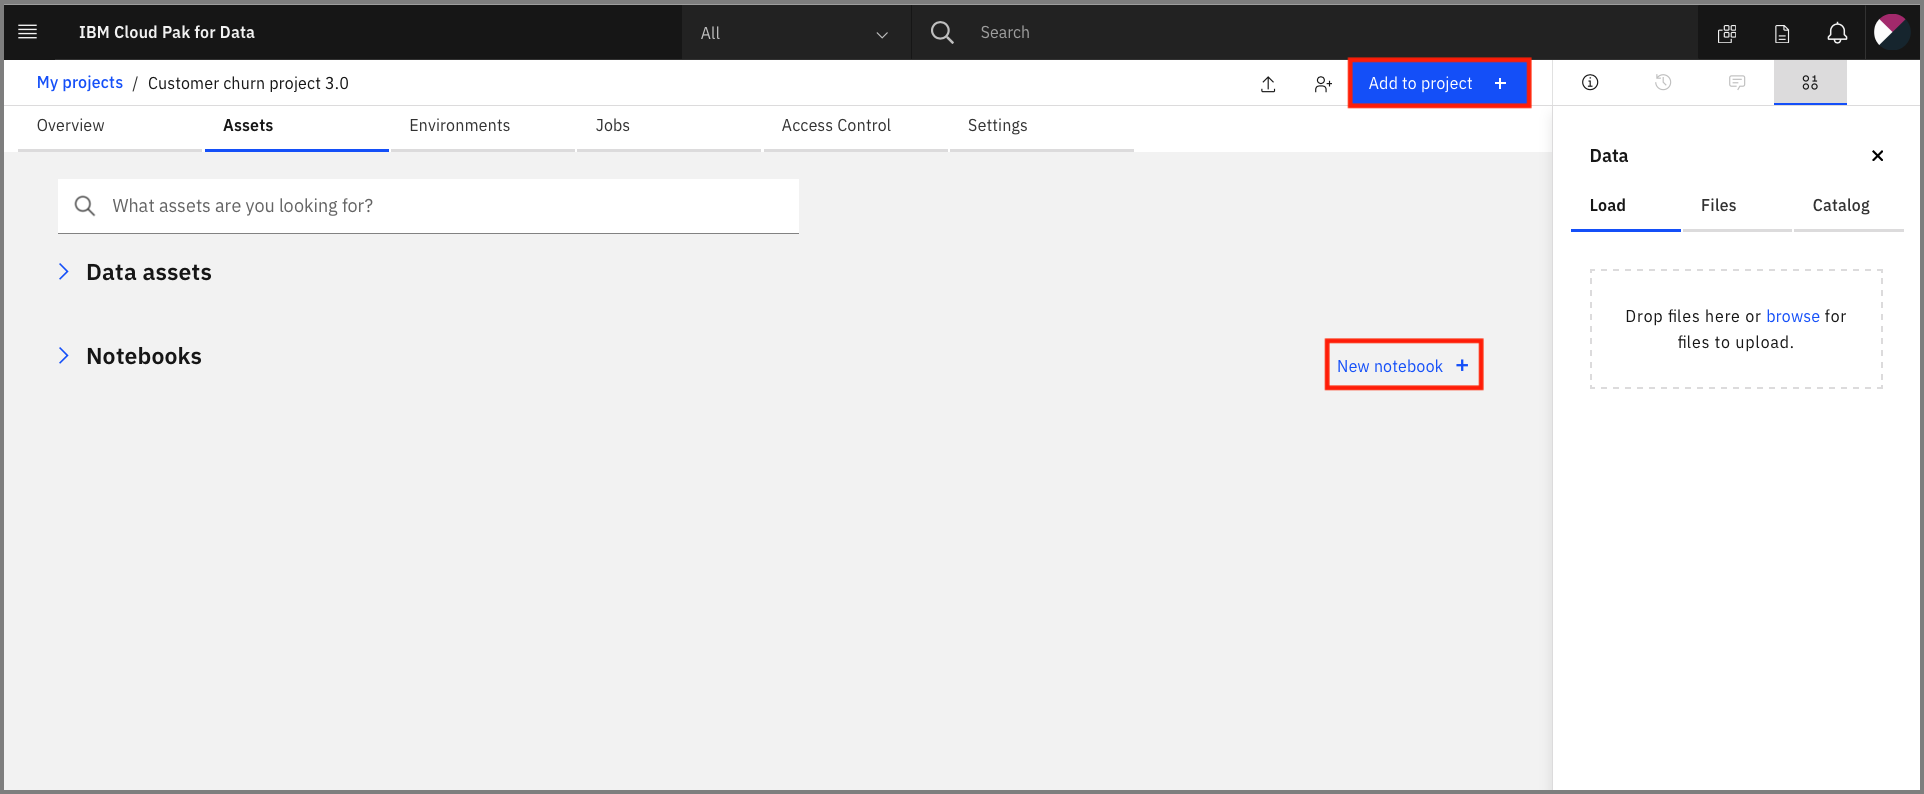 IBM Cloud Pak for Data
All
Search
My projects / Customer churn project 3.0
Add to project +
Overview
Assets
Environments
Jobs
Access Control
Settings
What assets are you looking for?
Data assets
Notebooks
New notebook +
Data
Load
Files
Catalog
Drop files here or browse for
files to upload.